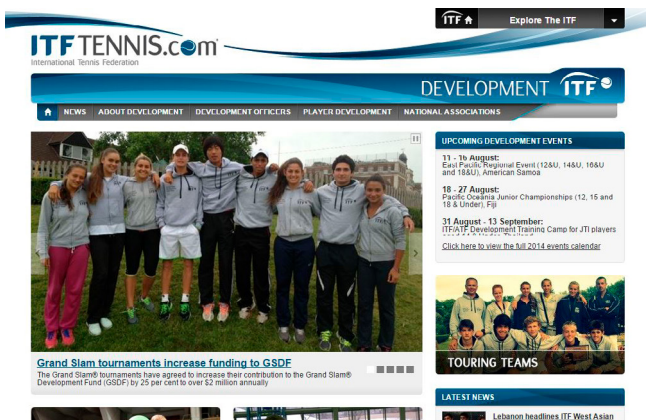 ITF
Explore The ITF
ITFTENNIS.com
International Tennis Federation
DEVELOPMENT ITF
NEWS ABOUT DEVELOPMENT DEVELOPMENT OFFICERS PLAYER DEVELOPMENT NATIONAL ASSOCIATIONS
UPCOMING DEVELOPMENT EVENTS
11 - 16 August:
East Pacific Regional Event (12&U, 14&U, 16&U
and 18&U), American Samoa
18 - 27 August:
Pacific Oceania Junior Championships (12, 15 and
18 & Under), Fiji
31 August - 13 September:
ITF/ATF Development Training Camp for JTI players
Click here to view the full 2014 events calendar
TOURING TEAMS
Grand Slam tournaments increase funding to GSDF
The Grand Slam® tournaments have agreed to increase their contribution to the Grand Slam®
Development Fund (GSDF) by 25 per cent to over $2 million annually
LATEST NEWS
Lebanon headlines ITF West Asian